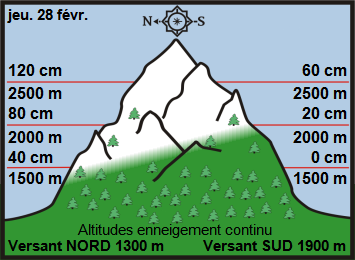 jeu. 28 févr.
N S
120 cm 60 cm
2500 m 2500 m
80 cm 20 cm
2000 m 2000 m
40 cm 0 cm
1500 m 1500 m
Altitudes enneigement continu
Versant NORD 1300 m Versant SUD 1900 m